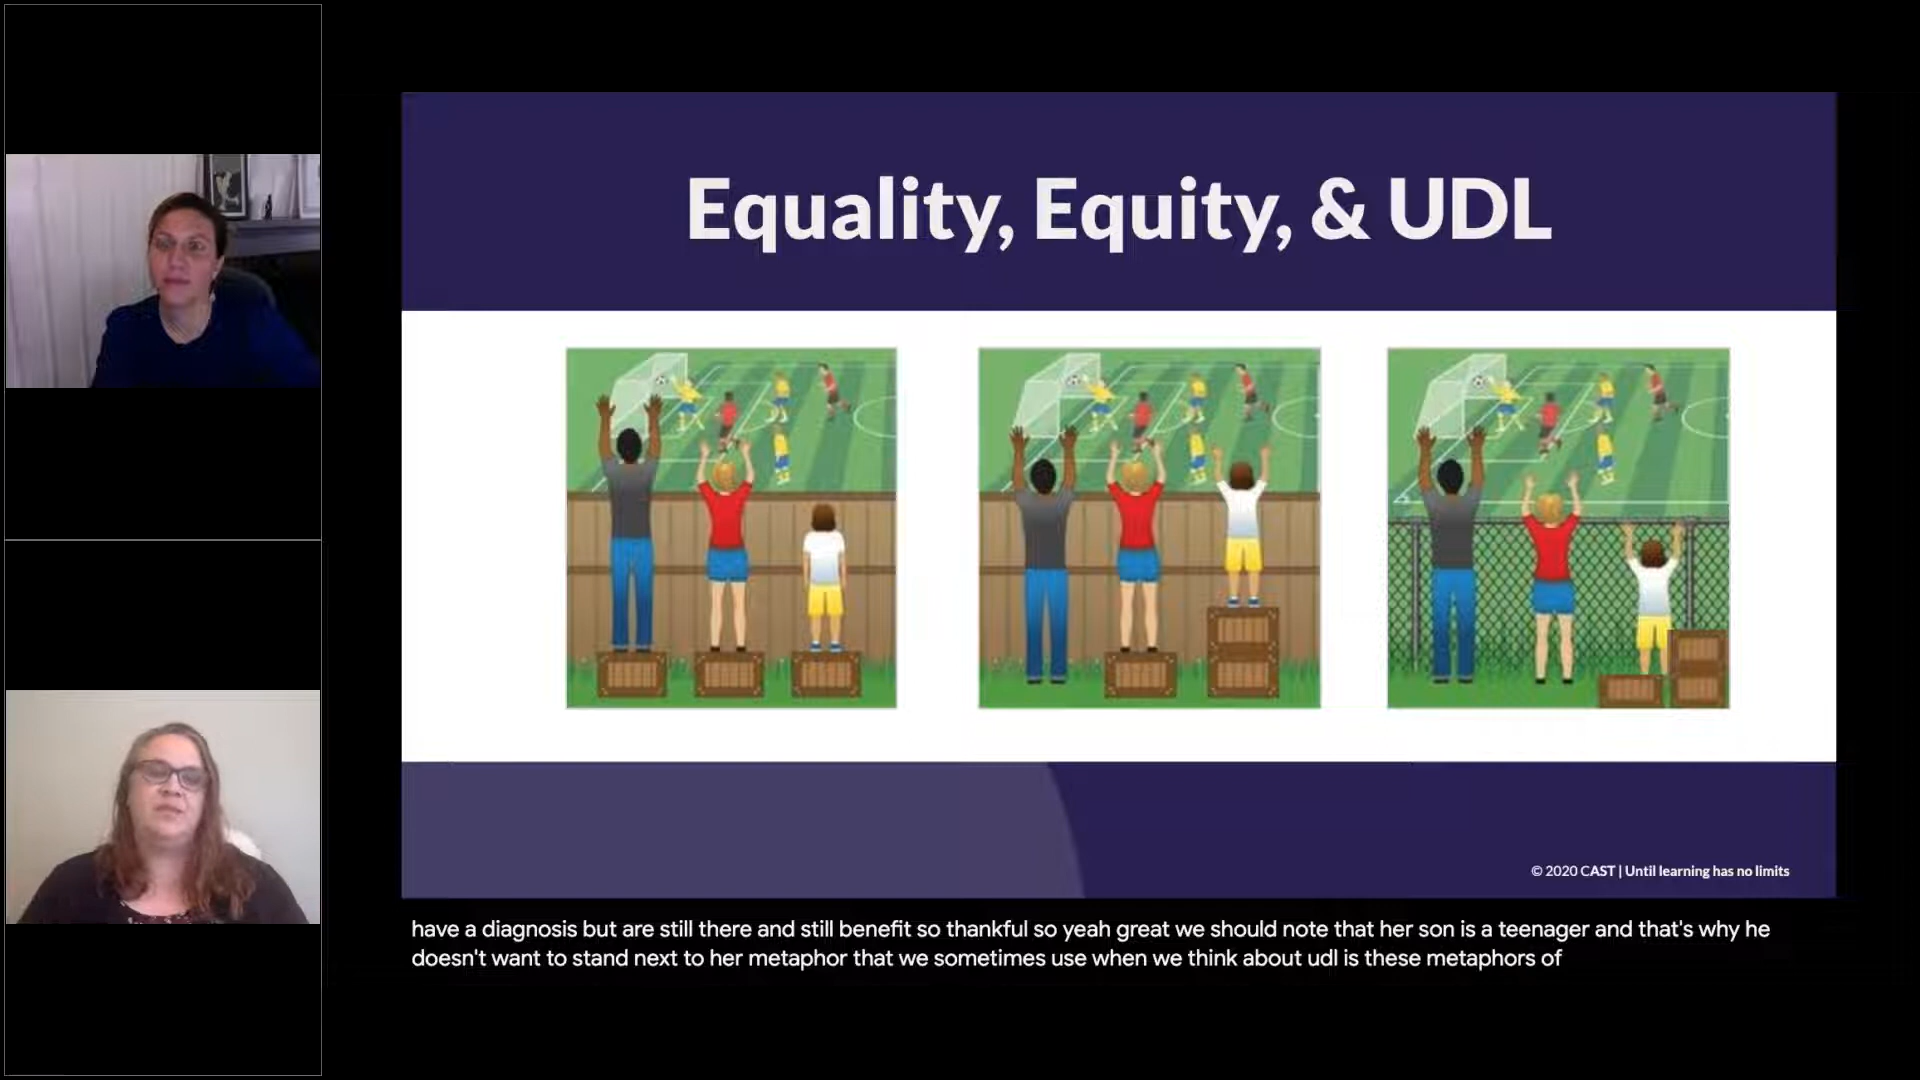 Equality, Equity, & UDL
© 2020 CAST | Until learning has no limits
have a diagnosis but are still there and still benefit so thankful so yeah great we should note that her son is a teenager and that's why he
doesn't want to stand next to her metaphor that we sometimes use when we think about udl is these metaphors of